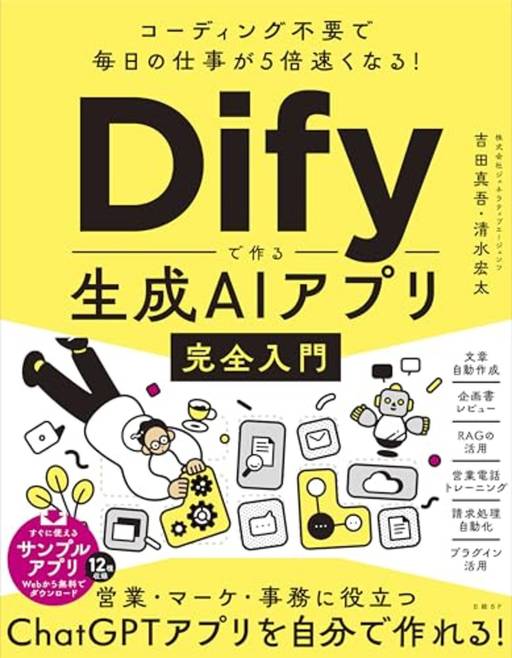 コーディング不要で
毎日の仕事が5倍速くなる!
Dify
で作る
生成AIアプリ
完全入門
株式会社ジェネラティブエージェンツ
吉田真吾・清水宏太
文章
自動作成
企画書
レビュー
RAGの
活用
営業電話
トレーニング
請求処理
自動化
プラグイン
活用
すぐに使える
サンプル
アプリ
12種
収録
Webから無料で
ダウンロード
営業・マーケ・事務に役立つ
ChatGPTアプリを自分で作れる!
日経BP